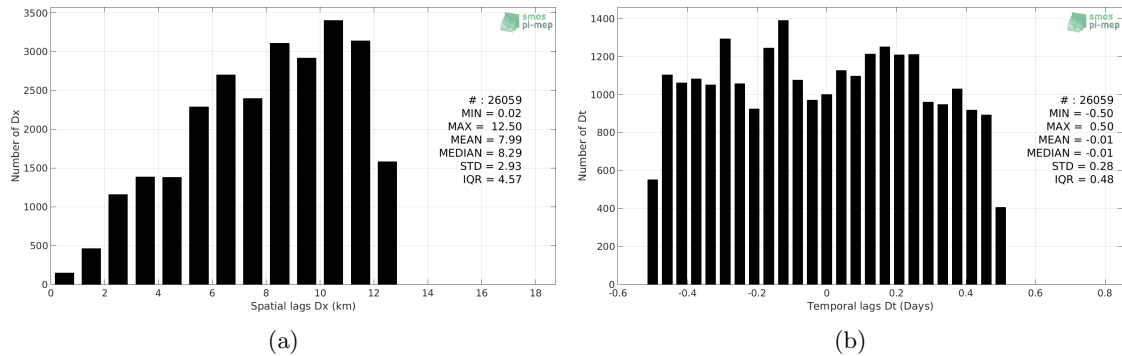 smos
pi-mep
3500
3000
2500
2000
1500
1000
500
0
Number of Dx
# : 26059
MIN = 0.02
MAX = 12.50
MEAN = 7.99
MEDIAN = 8.29
STD = 2.93
IQR = 4.57
0 2 4 6 8 10 12 14 16 18
Spatial lags Dx (km)
(a)
smos
pi-mep
1400
1200
1000
800
600
400
200
0
Number of Dt
# : 26059
MIN = -0.50
MAX = 0.50
MEAN = -0.01
MEDIAN = -0.01
STD = 0.28
IQR = 0.48
-0.6 -0.4 -0.2 0 0.2 0.4 0.6 0.8
Temporal lags Dt (Days)
(b)